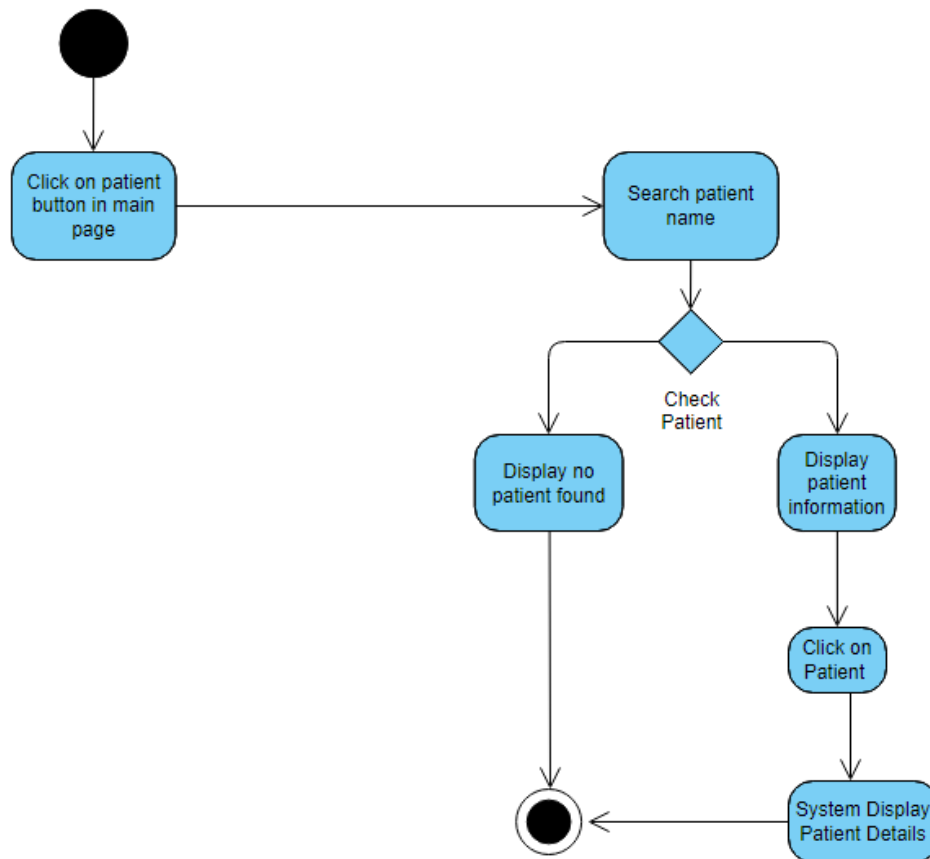 Click on patient
button in main
page
Search patient
name
Check
Patient
Display no
patient found
Display
patient
information
Click on
Patient
System Display
Patient Details